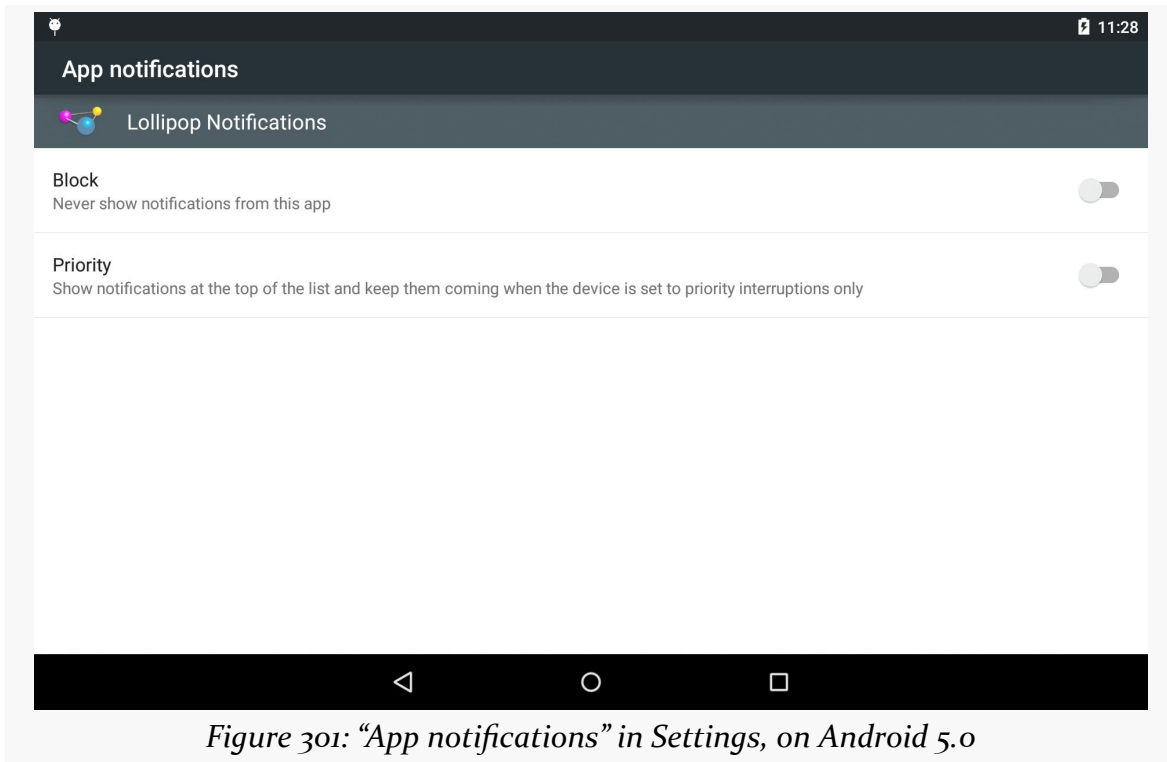 11:28
App notifications
Lollipop Notifications
Block
Never show notifications from this app
Priority
Show notifications at the top of the list and keep them coming when the device is set to priority interruptions only
Figure 301: “App notifications” in Settings, on Android 5.0